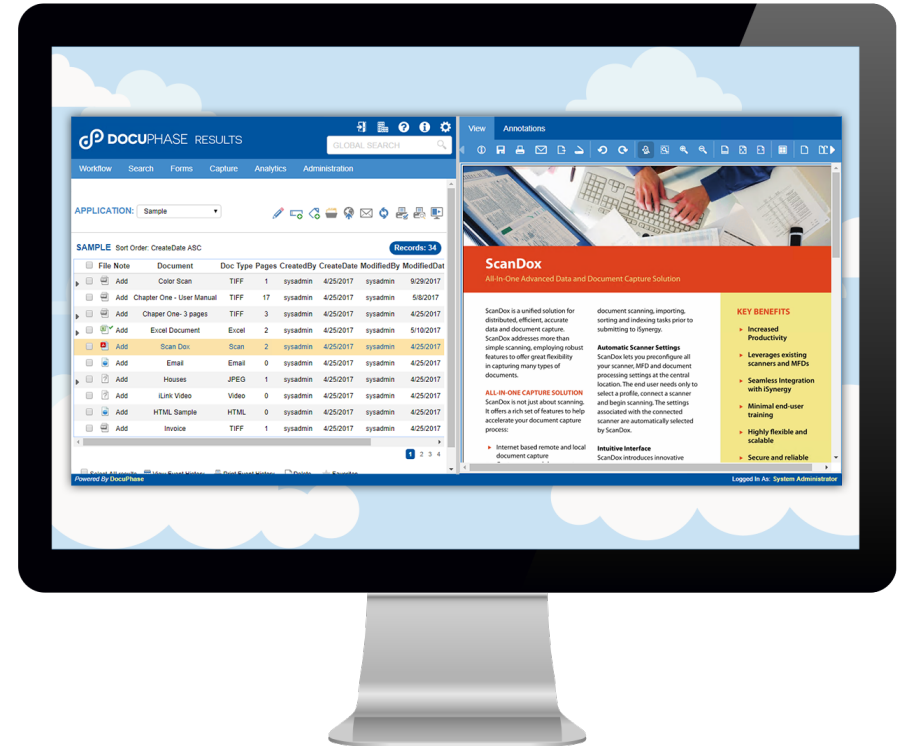 DOCUPHASE RESULTS
GLOBAL SEARCH
Workflow Search Forms Capture Analytics Administration
APPLICATION: Sample
SAMPLE Sort Order: CreateDate ASC Records: 34
File Note Document Doc Type Pages CreatedBy CreateDate ModifiedBy ModifiedDat
Add Color Scan TIFF 1 sysadmin 4/25/2017 sysadmin 9/29/2017
Add Chapter One - User Manual TIFF 17 sysadmin 4/25/2017 sysadmin 5/8/2017
Add Chaper One- 3 pages TIFF 3 sysadmin 4/25/2017 sysadmin 4/25/2017
Add Excel Document Excel 2 sysadmin 4/25/2017 sysadmin 5/10/2017
Add Scan Dox Scan 2 sysadmin 4/25/2017 sysadmin 4/25/2017
Add Email Email 0 sysadmin 4/25/2017 sysadmin 4/25/2017
Add Houses JPEG 1 sysadmin 4/25/2017 sysadmin 4/25/2017
Add iLink Video Video 0 sysadmin 4/25/2017 sysadmin 4/25/2017
Add HTML Sample HTML 0 sysadmin 4/25/2017 sysadmin 4/25/2017
Add Invoice TIFF 1 sysadmin 4/25/2017 sysadmin 4/25/2017
1 2 3 4
Select All results View Event History Print Event History Delete Favorites
Powered By DocuPhase
View Annotations
ScanDox
All-In-One Advanced Data and Document Capture Solution
ScanDox is a unified solution for
distributed, efficient, accurate
data and document capture.
ScanDox addresses more than
simple scanning, employing robust
features to offer great flexibility
in capturing many types of
documents.
ALL-IN-ONE CAPTURE SOLUTION
ScanDox is not just about scanning.
It offers a rich set of features to help
accelerate your document capture
process:
Internet based remote and local
document capture
document scanning, importing,
sorting and indexing tasks prior to
submitting to iSynergy.
Automatic Scanner Settings
ScanDox lets you preconfigure all
your scanner, MFD and document
processing settings at the central
location. The end user needs only to
select a profile, connect a scanner
and begin scanning. The settings
associated with the connected
scanner are automatically selected
by ScanDox.
Intuitive Interface
ScanDox introduces innovative
KEY BENEFITS
Increased
Productivity
Leverages existing
scanners and MFDs
Seamless Integration
with iSynergy
Minimal end-user
training
Highly flexible and
scalable
Secure and reliable
Logged In As: System Administrator